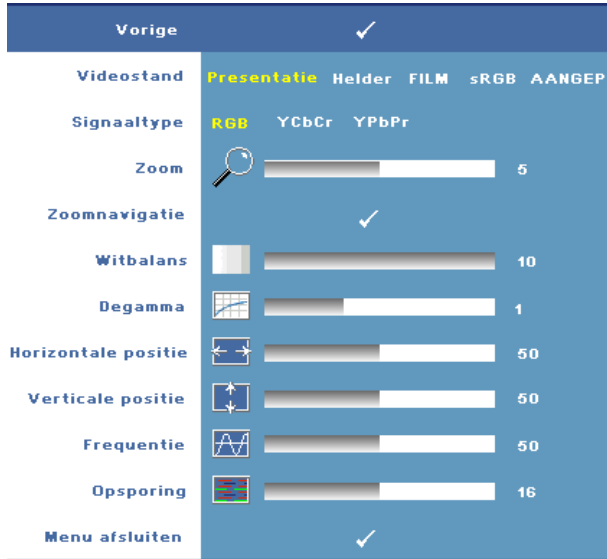 Vorige
Videostand Presentatie Helder FILM sRGB AANGEP
Signaaltype RGB YCbCr YPbPr
Zoom 5
Zoomnavigatie
Witbalans 10
Degamma 1
Horizontale positie 50
Verticale positie 50
Frequentie 50
Opsporing 16
Menu afsluiten